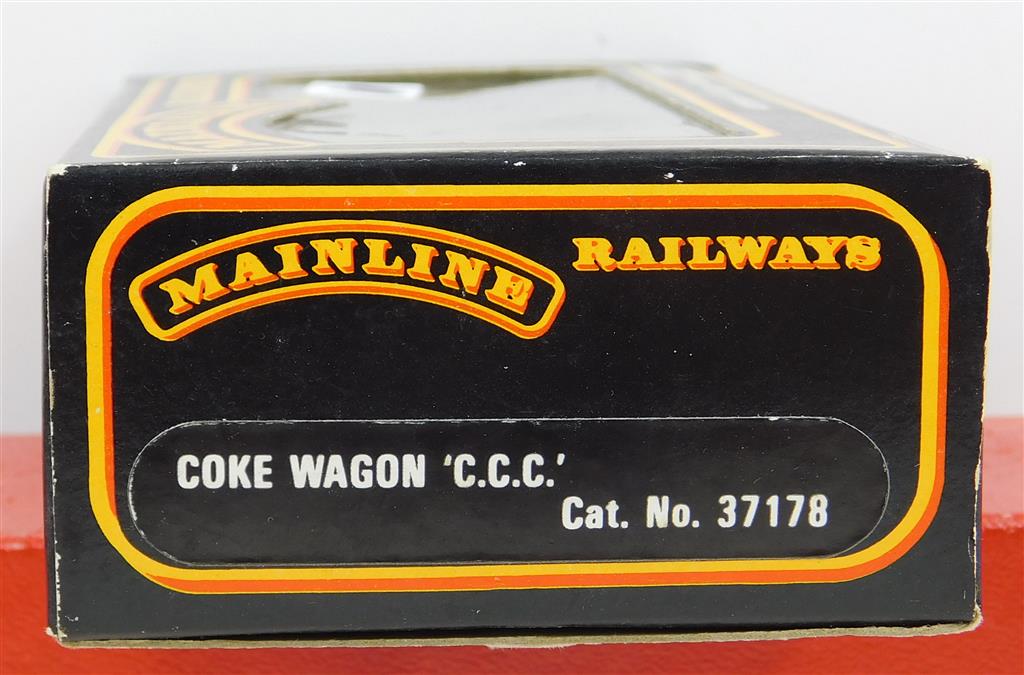 MAINLINE RAILWAYS
COKE WAGON 'C.C.C.'
Cat. No. 37178